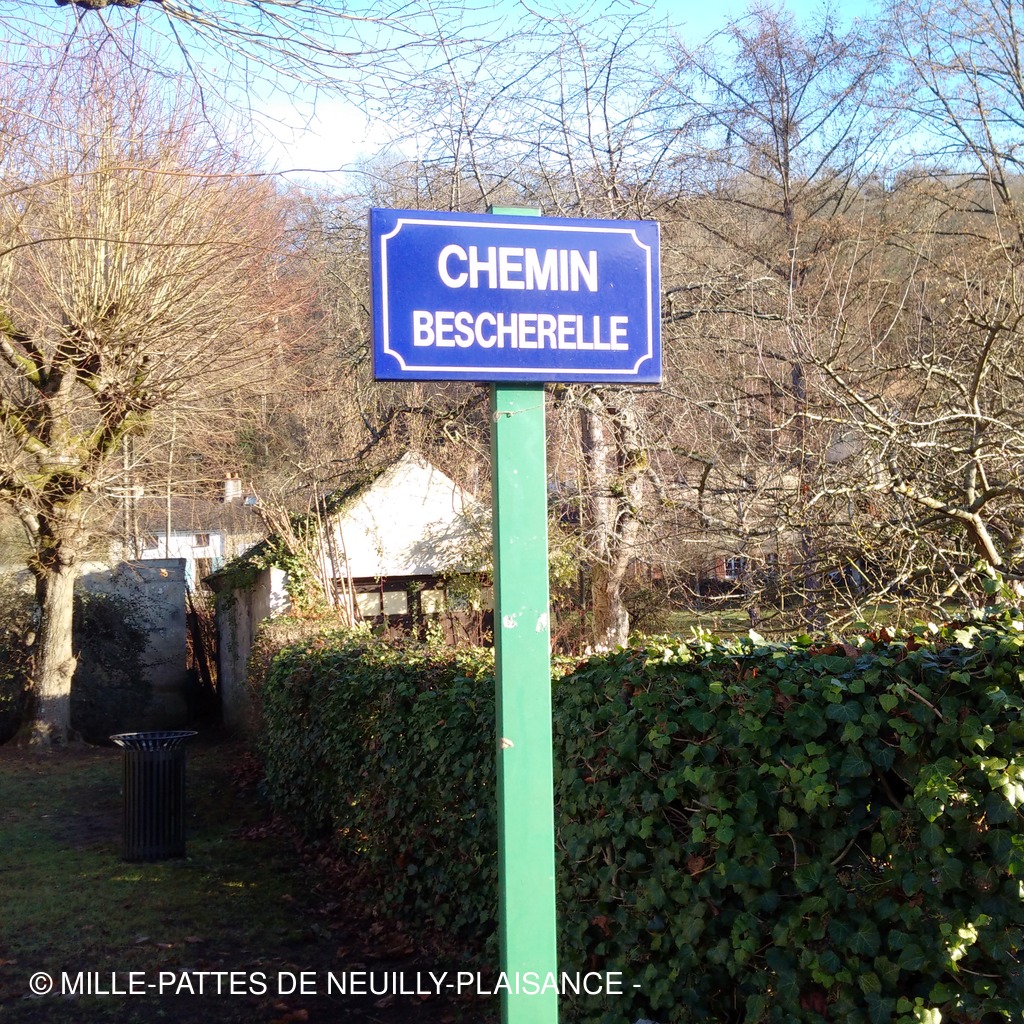 CHEMIN
BESCHERELLE
© MILLE-PATTES DE NEUILLY-PLAISANCE -